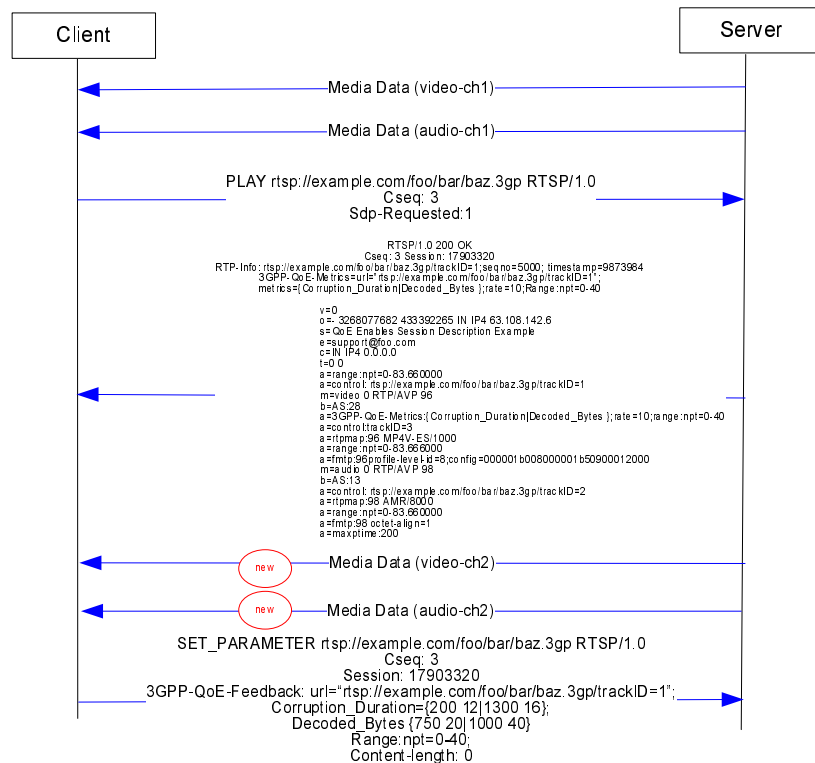 Client
Server
Media Data (video-ch1)
Media Data (audio-ch1)
PLAY rtsp://example.com/foo/bar/baz.3gp RTSP/1.0
Cseq: 3
Sdp-Requested:1
RTSP/1.0 200 OK
Cseq: 3 Session: 17903320
RTP-Info: rtsp://example.com/foo/bar/baz.3gp/trackID=1;seqno=5000; timestamp=9873984
3GPP-QoE-Metrics=url="rtsp://example.com/foo/bar/baz.3gp/trackID=1";
metrics={Corruption_Duration|Decoded_Bytes };rate=10;Range:npt=0-40
v=0
o=- 3268077682 433392265 IN IP4 63.108.142.6
s=QoE Enables Session Description Example
e=support@foo.com
c=IN IP4 0.0.0.0
t=0 0
a=range:npt=0-83.660000
a=control: rtsp://example.com/foo/bar/baz.3gp/trackID=1
m=video 0 RTP/AVP 96
b=AS:28
a=3GPP-QoE-Metrics:{Corruption_Duration|Decoded_Bytes };rate=10;range:npt=0-40
a=control:trackID=3
a=rtpmap:96 MP4V-ES/1000
a=range:npt=0-83.666000
a=fmtp:96profile-level-id=8;config=000001b008000001b50900012000
m=audio 0 RTP/AVP 98
b=AS:13
a=control: rtsp://example.com/foo/bar/baz.3gp/trackID=2
a=rtpmap:98 AMR/8000
a=range:npt=0-83.660000
a=fmtp:98 octet-align=1
a=maxptime:200
new
Media Data (video-ch2)
new
Media Data (audio-ch2)
SET_PARAMETER rtsp://example.com/foo/bar/baz.3gp RTSP/1.0
Cseq: 3
Session: 17903320
3GPP-QoE-Feedback: url=“rtsp://example.com/foo/bar/baz.3gp/trackID=1”;
Corruption_Duration={200 12|1300 16};
Decoded_Bytes {750 20|1000 40}
Range:npt=0-40;
Content-length: 0